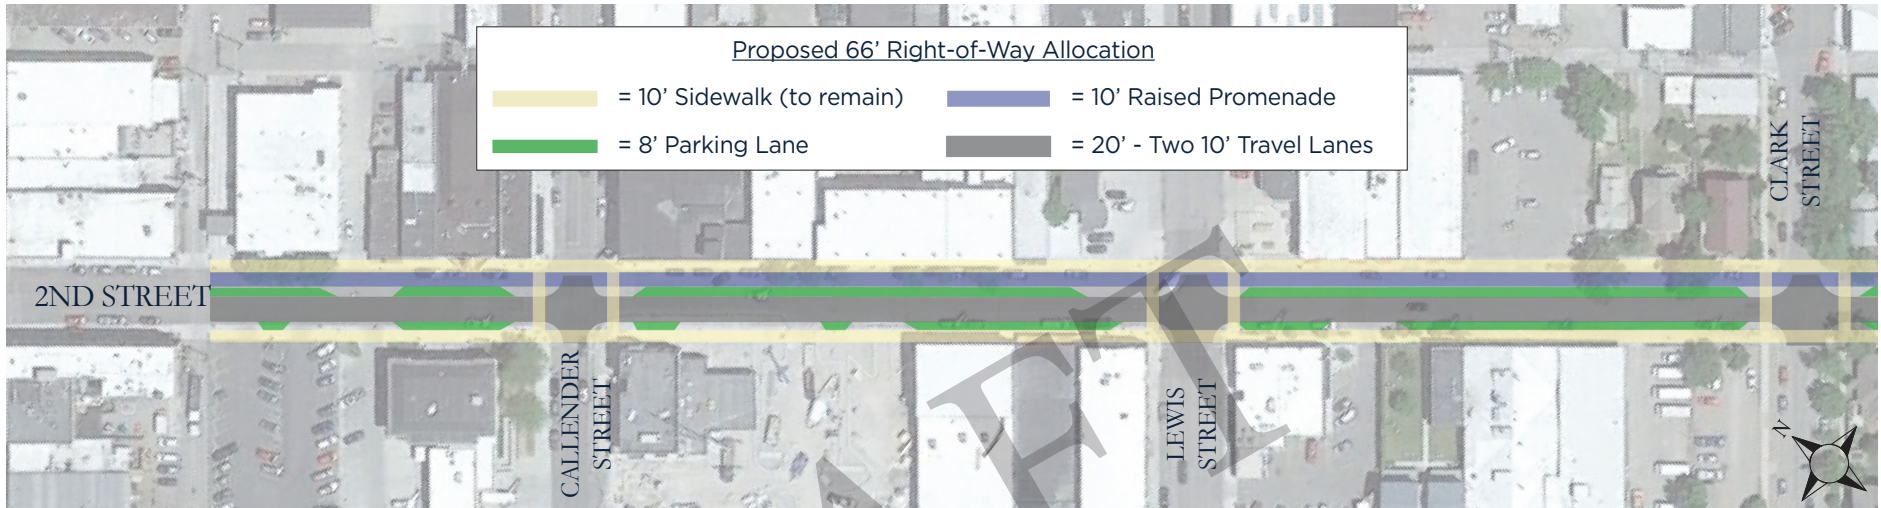 Proposed 66’ Right-of-Way Allocation
= 10’ Sidewalk (to remain)
= 10’ Raised Promenade
= 8’ Parking Lane
= 20’ - Two 10’ Travel Lanes
CLARK
STREET
2ND STREET
CALLENDER
STREET
LEWIS
STREET
N
AFT